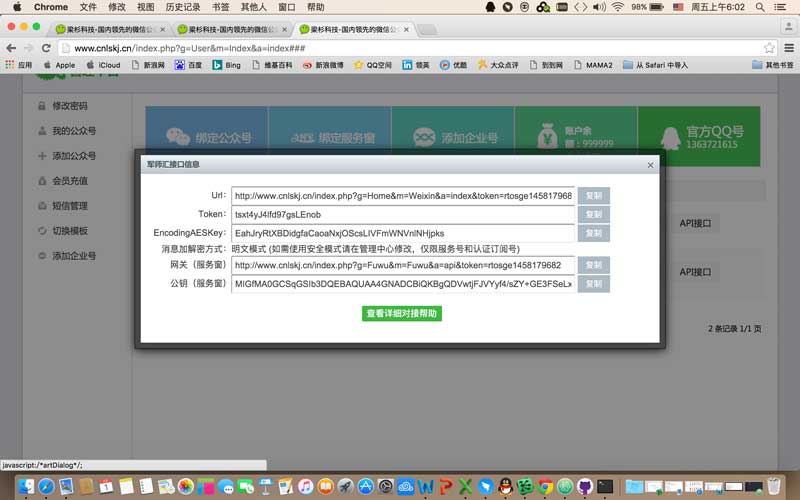 Chrome 文件 修改 视图 历史记录 书签 其他人 窗口 帮助 98% 周五上午6:02
梁杉科技-国内领先的微信公 梁杉科技-国内领先的微信公 梁杉科技-国内领先的微信公
www.cnlskj.cn/index.php?g=User&m=Index&a=index###
应用 Apple iCloud 新浪网 百度 Bing 维基百科 新浪微博 QQ空间 领英 优酷 大众点评 到到网 MAMA2 从 Safari 中导入 其他书签
修改密码
我的公众号
添加公众号
会员充值
短信管理
切换模板
添加企业号
绑定公众号 绑定服务窗 添加企业号 账户余额：999999 官方QQ号 1363721615
军师汇接口信息
Url： http://www.cnlskj.cn/index.php?g=Home&m=Weixin&a=index&token=rtosge145817968 复制
Token： tsxt4yJ4lfd97gsLEnob 复制
EncodingAESKey： EahJryRtXBDidgfaCaoaNxjOScsLIVFmWNVnlNHjpks 复制
消息加解密方式： 明文模式 (如需使用安全模式请在管理中心修改，仅限服务号和认证订阅号)
网关（服务窗） http://www.cnlskj.cn/index.php?g=Fuwu&m=Fuwu&a=api&token=rtosge1458179682 复制
公钥（服务窗） MIGfMA0GCSqGSIb3DQEBAQUAA4GNADCBiQKBgQDVwtjFJVYyf4/sZY+GE3FSeLx 复制
查看详细对接帮助
API接口
API接口
2 条记录 1/1 页
javascript:/*artDialog*/;